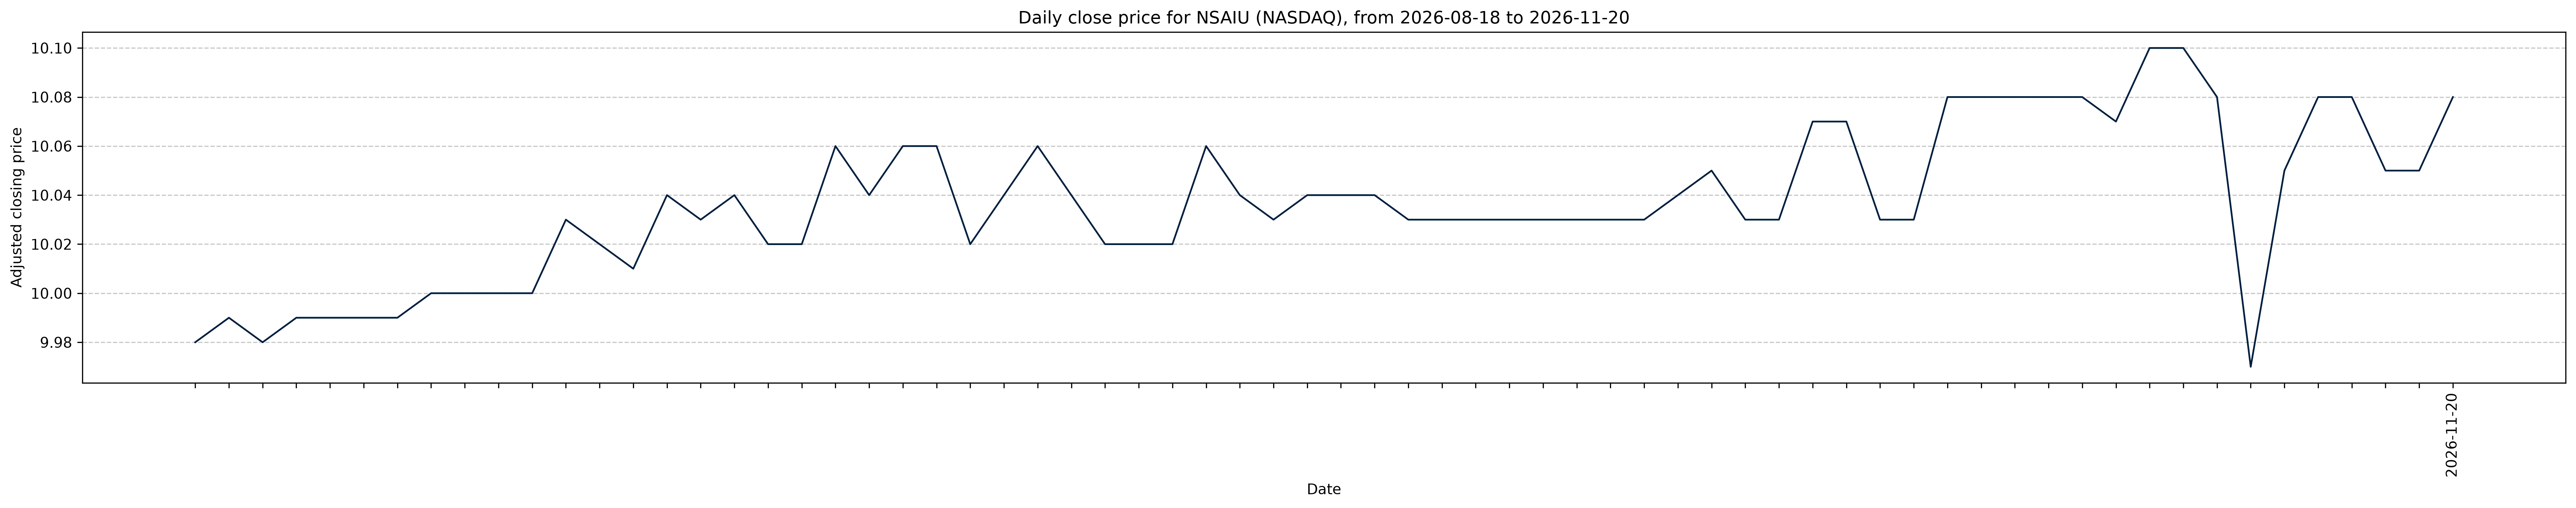 Daily close price for NSAIU (NASDAQ), from 2026-08-18 to 2026-11-20
Adjusted closing price
10.10
10.08
10.06
10.04
10.02
10.00
9.98
2026-11-20
Date